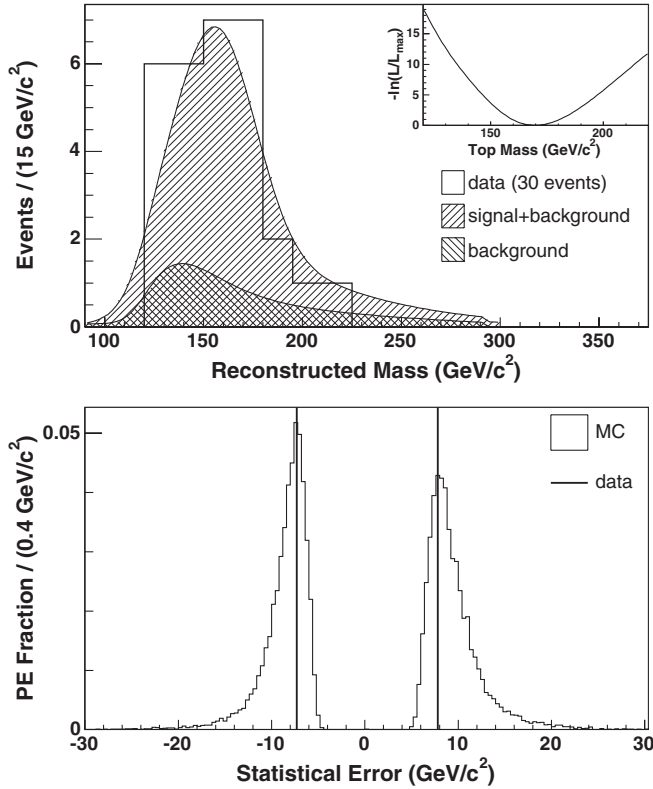 Events / (15 GeV/c²)
6
4
2
0
100 150 200 250 300 350
Reconstructed Mass (GeV/c²)
-ln(L/Lmax)
15
10
5
0
150 200
Top Mass (GeV/c²)
data (30 events)
signal+background
background
PE Fraction / (0.4 GeV/c²)
0.05
0
-30 -20 -10 0 10 20 30
Statistical Error (GeV/c²)
MC
data